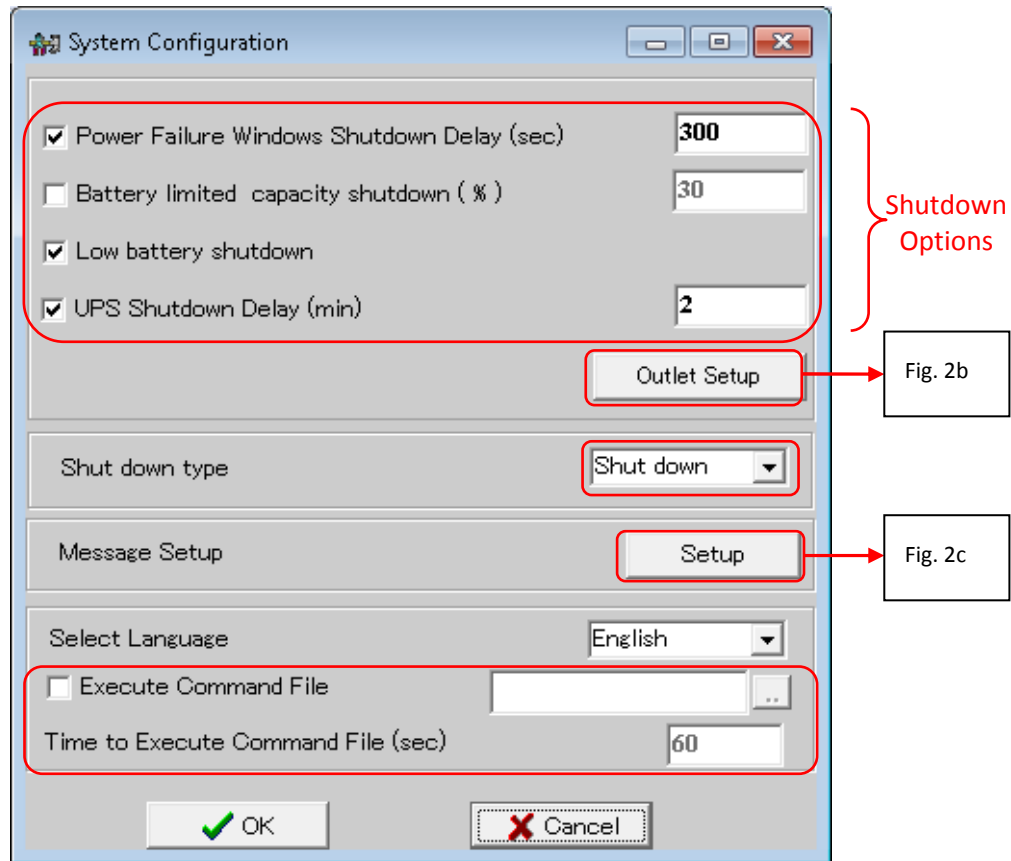 System Configuration
Power Failure Windows Shutdown Delay (sec) 300
Battery limited capacity shutdown ( % ) 30
Low battery shutdown
UPS Shutdown Delay (min) 2
Shutdown
Options
Outlet Setup
Fig. 2b
Shut down type Shut down
Message Setup Setup
Fig. 2c
Select Language English
Execute Command File ..
Time to Execute Command File (sec) 60
OK Cancel